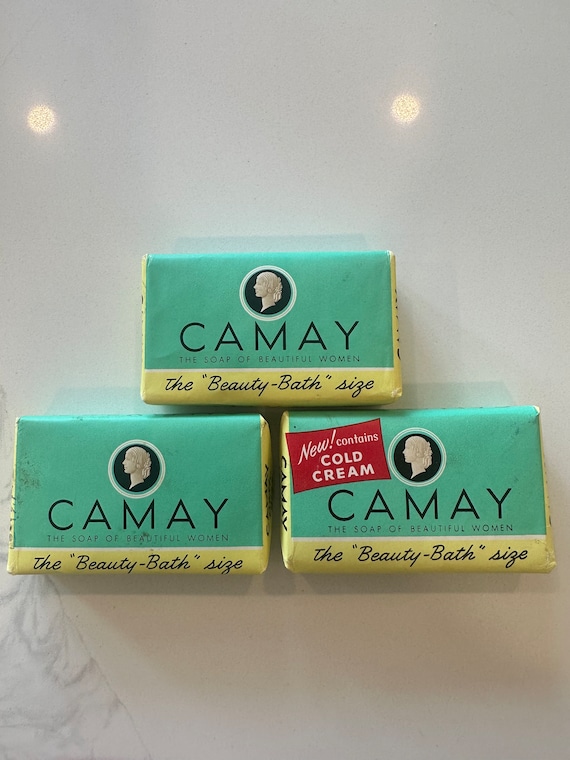 CAMAY
THE SOAP OF BEAUTIFUL WOMEN
The "Beauty-Bath" size
CAMAY
THE SOAP OF BEAUTIFUL WOMEN
The "Beauty-Bath" size
New! contains
COLD
CREAM
CAMAY
CAMAY
THE SOAP OF BEAUTIFUL WOMEN
The "Beauty-Bath" size